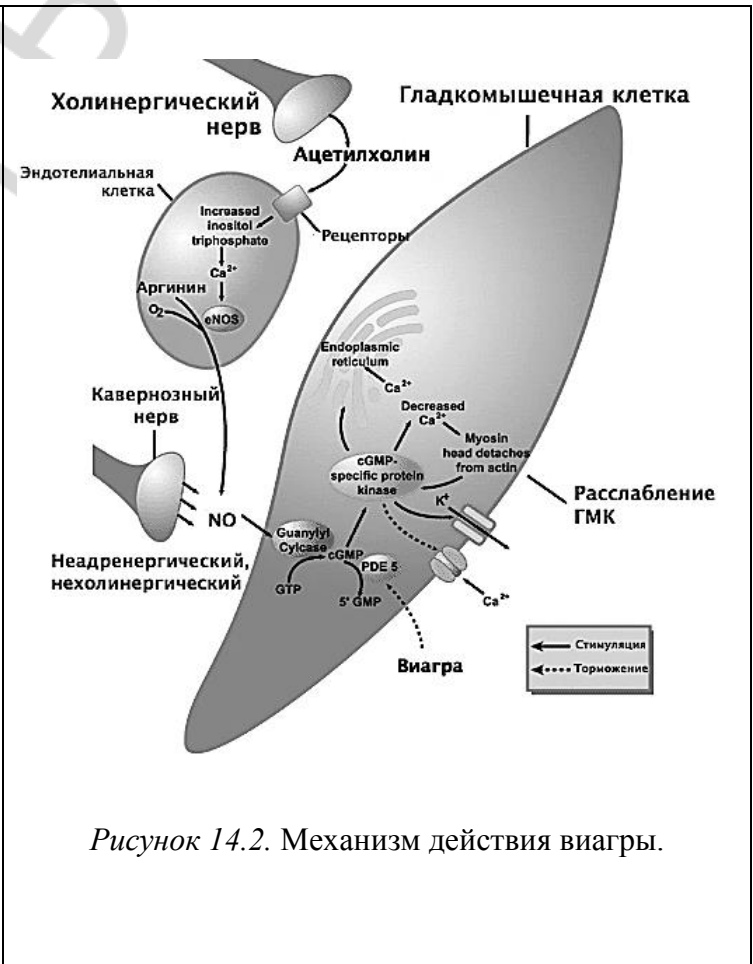 Холинергический
нерв
Гладкомышечная клетка
Ацетилхолин
Эндотелиальная
клетка
Increased
inositol
triphosphate
Рецепторы
Ca2+
Аргинин
O2
eNOS
Endoplasmic
reticulum
Ca2+
Кавернозный
нерв
Decreased
Ca2+
Myosin
head detaches
from actin
cGMP-
specific protein
kinase
K+
Расслабление
ГМК
NO
Guanylyl
Cylcase
Неадренергический,
нехолинергический
cGMP
PDE 5
GTP
5' GMP
Ca2+
Виагра
Стимуляция
Торможение
Рисунок 14.2. Механизм действия виагры.